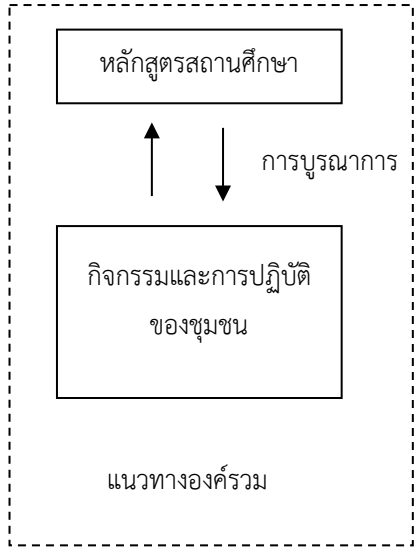 หลักสูตรสถานศึกษา
การบูรณาการ
กิจกรรมและการปฏิบัติ
ของชุมชน
แนวทางองค์รวม